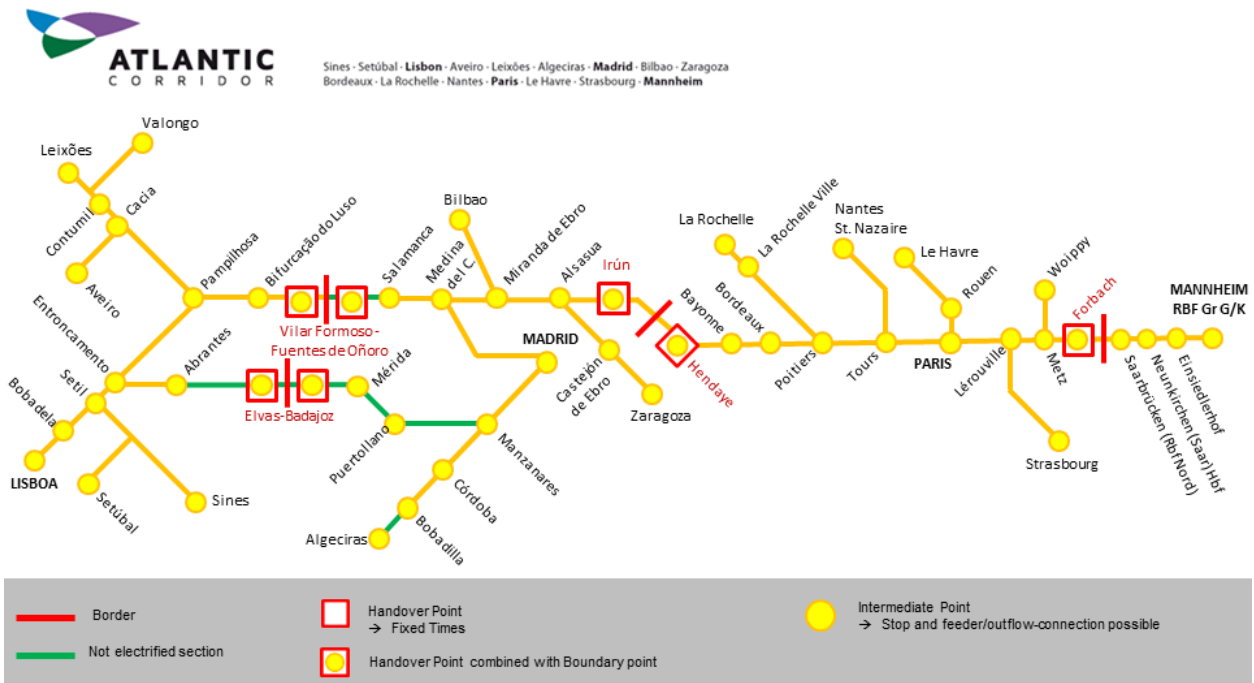 ATLANTIC
CORRIDOR
Sines · Setúbal · Lisbon · Aveiro · Leixões · Algeciras · Madrid · Bilbao · Zaragoza
Bordeaux · La Rochelle · Nantes · Paris · Le Havre · Strasbourg · Mannheim
Valongo
Leixões
Contumil
Cacia
Aveiro
Pampilhosa
Bifurcação do Luso
Vilar Formoso-
Fuentes de Oñoro
Salamanca
Medina
del C.
Bilbao
Miranda de Ebro
Alsasua
Irún
Hendaye
Bayonne
Bordeaux
La Rochelle
La Rochelle Ville
Poitiers
Nantes
St. Nazaire
Tours
Le Havre
Rouen
PARIS
Lérouville
Woippy
Metz
Forbach
Saarbrücken (Rbf Nord)
Neunkirchen (Saar) Hbf
Einsiedlerhof
MANNHEIM
RBF Gr G/K
Strasbourg
Entroncamento
Abrantes
Elvas-Badajoz
Mérida
Puertollano
MADRID
Castejón
de Ebro
Zaragoza
Manzanares
Córdoba
Bobadilla
Algeciras
Setil
Bobadela
LISBOA
Setúbal
Sines
Border
Not electrified section
Handover Point
→ Fixed Times
Handover Point combined with Boundary point
Intermediate Point
→ Stop and feeder/outflow-connection possible